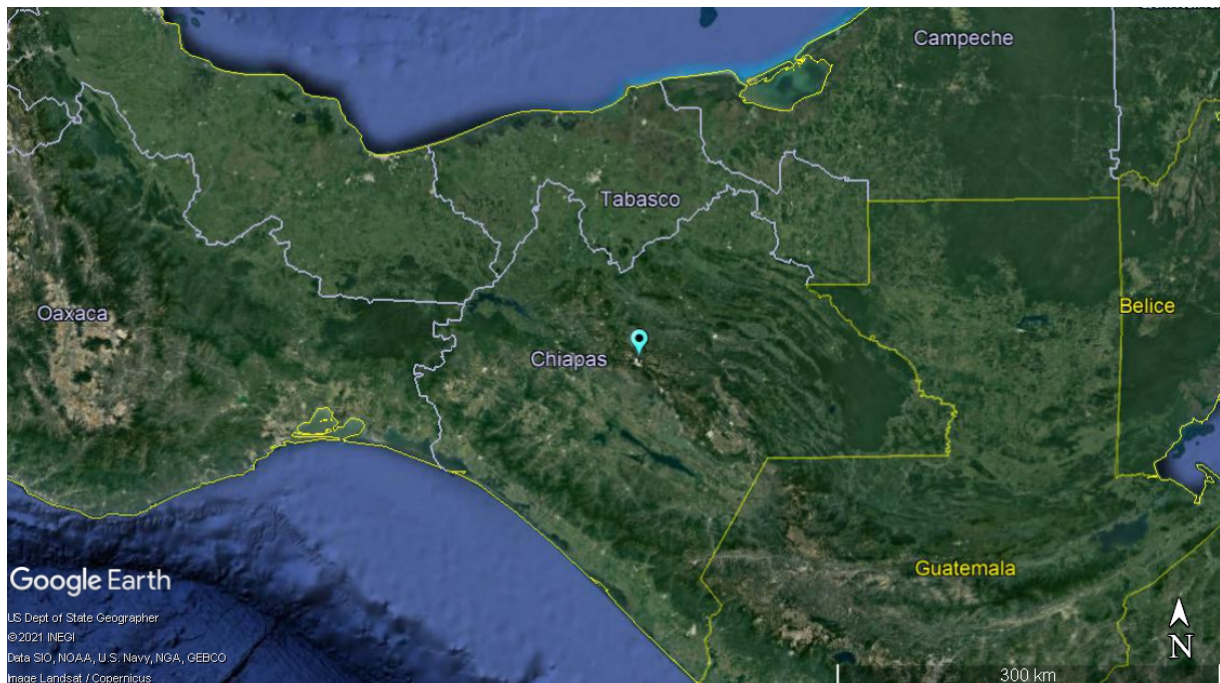 Campeche
Tabasco
Oaxaca
Belice
Chiapas
Guatemala
Google Earth
US Dept of State Geographer
©2021 INEGI
Data SIO, NOAA, U.S. Navy, NGA, GEBCO
Image Landsat / Copernicus
N
300 km